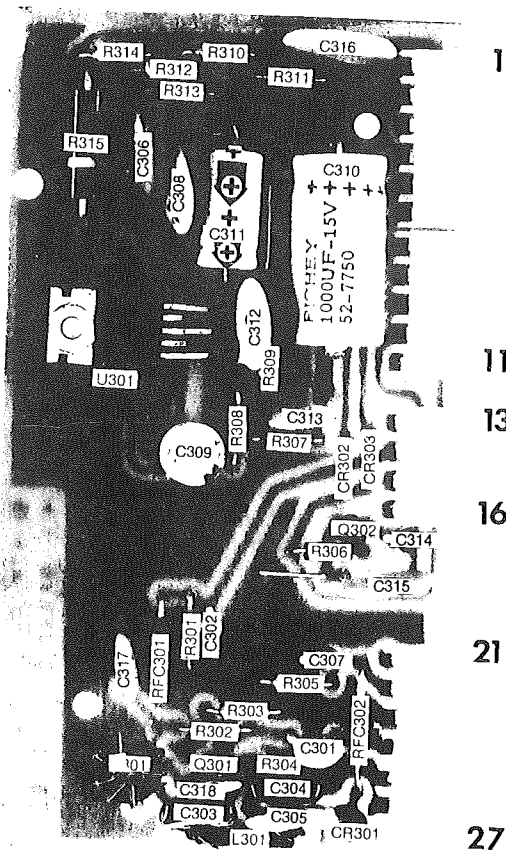 C316
R314
R310
R312
R311
R313
1
R315
C306
C308
C310
+ + + +
C311
RICHEY
1000UF-15V
52-7750
C312
R309
U301
11
C313
R308
R307
13
C309
CR302
CR303
16
Q302
C314
R306
C315
R301
C302
C317
RFC301
C307
21
R305
R303
R302
RFC302
C301
Q301
R304
C318
C304
C303
C305
L301
CR301
27